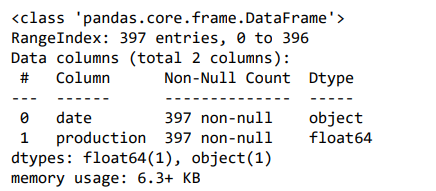 <class 'pandas.core.frame.DataFrame'>
RangeIndex: 397 entries, 0 to 396
Data columns (total 2 columns):
 #   Column      Non-Null Count  Dtype
---  ------      --------------  -----
 0   date        397 non-null    object
 1   production  397 non-null    float64
dtypes: float64(1), object(1)
memory usage: 6.3+ KB